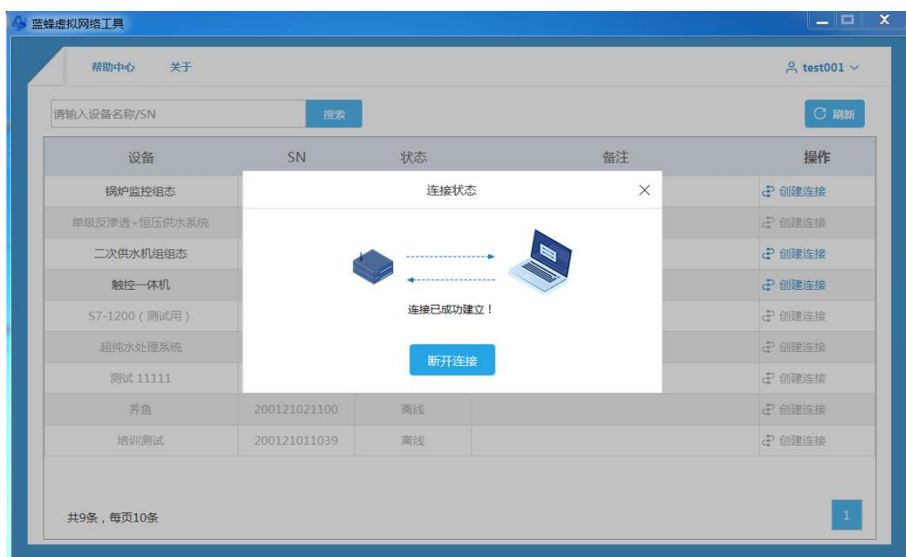 蓝蜂虚拟网络工具
帮助中心 关于 test001
请输入设备名称/SN 搜索 刷新
设备 SN 状态 备注 操作
锅炉监控组态 创建连接
连接状态
单级反渗透+恒压供水系统 创建连接
二次供水机组组态 创建连接
触控一体机 创建连接
连接已成功建立！
S7-1200（测试用） 创建连接
超纯水处理系统 创建连接
断开连接
测试 11111 创建连接
养鱼 200121021100 离线 创建连接
培训测试 200121011039 离线 创建连接
共9条，每页10条 1